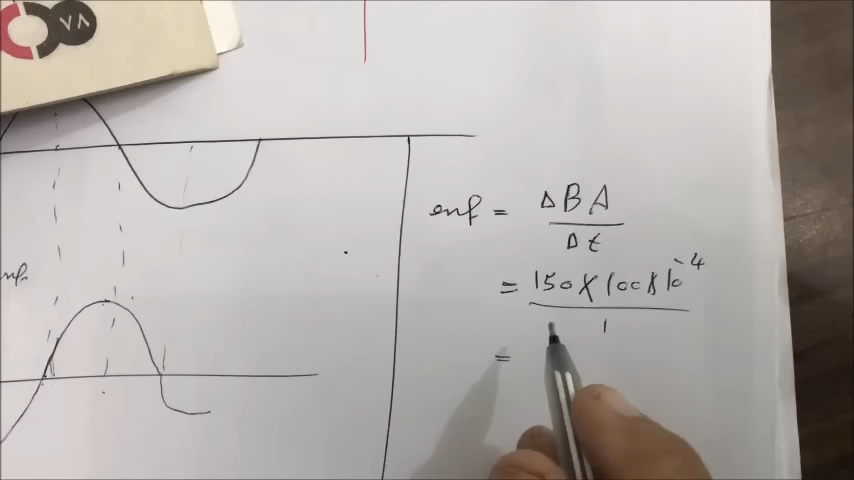 emf = ΔBA
Δt
= 150 X 100 X 10⁻⁴
1
=